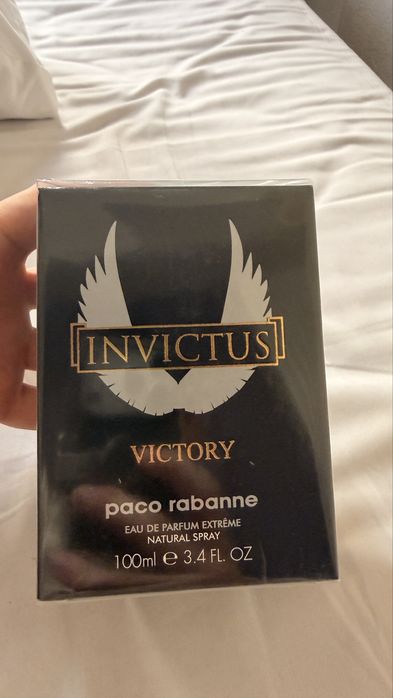 INVICTUS
VICTORY
paco rabanne
EAU DE PARFUM EXTRÊME
NATURAL SPRAY
100ml ℮ 3.4 FL. OZ